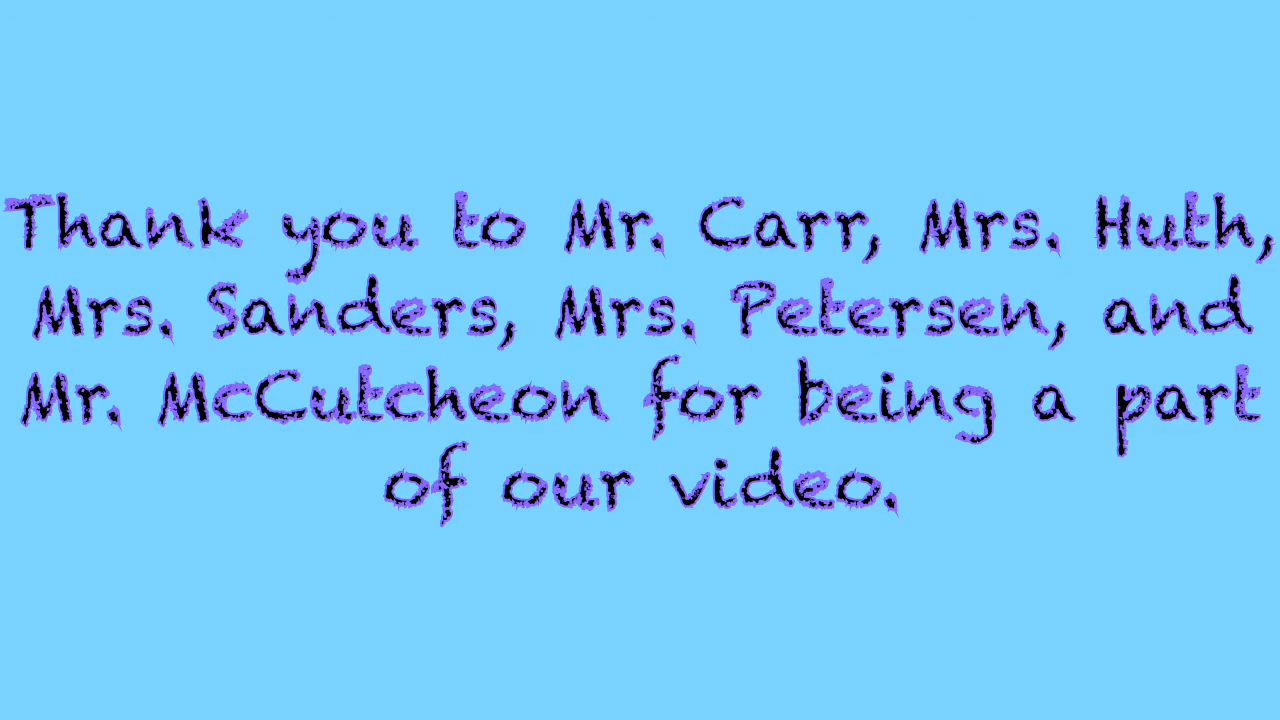 Thank you to Mr. Carr, Mrs. Huth,
Mrs. Sanders, Mrs. Petersen, and
Mr. McCutcheon for being a part
of our video.